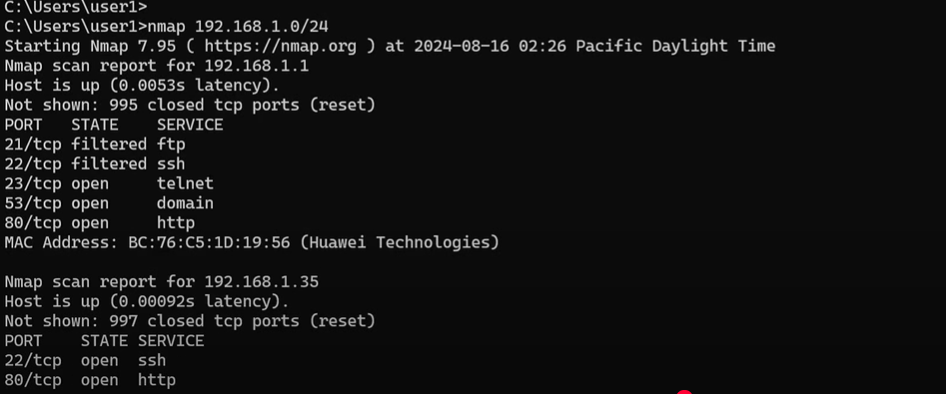 C:\Users\user1>
C:\Users\user1>nmap 192.168.1.0/24
Starting Nmap 7.95 ( https://nmap.org ) at 2024-08-16 02:26 Pacific Daylight Time
Nmap scan report for 192.168.1.1
Host is up (0.0053s latency).
Not shown: 995 closed tcp ports (reset)
PORT   STATE    SERVICE
21/tcp filtered ftp
22/tcp filtered ssh
23/tcp open     telnet
53/tcp open     domain
80/tcp open     http
MAC Address: BC:76:C5:1D:19:56 (Huawei Technologies)

Nmap scan report for 192.168.1.35
Host is up (0.00092s latency).
Not shown: 997 closed tcp ports (reset)
PORT    STATE SERVICE
22/tcp  open  ssh
80/tcp  open  http